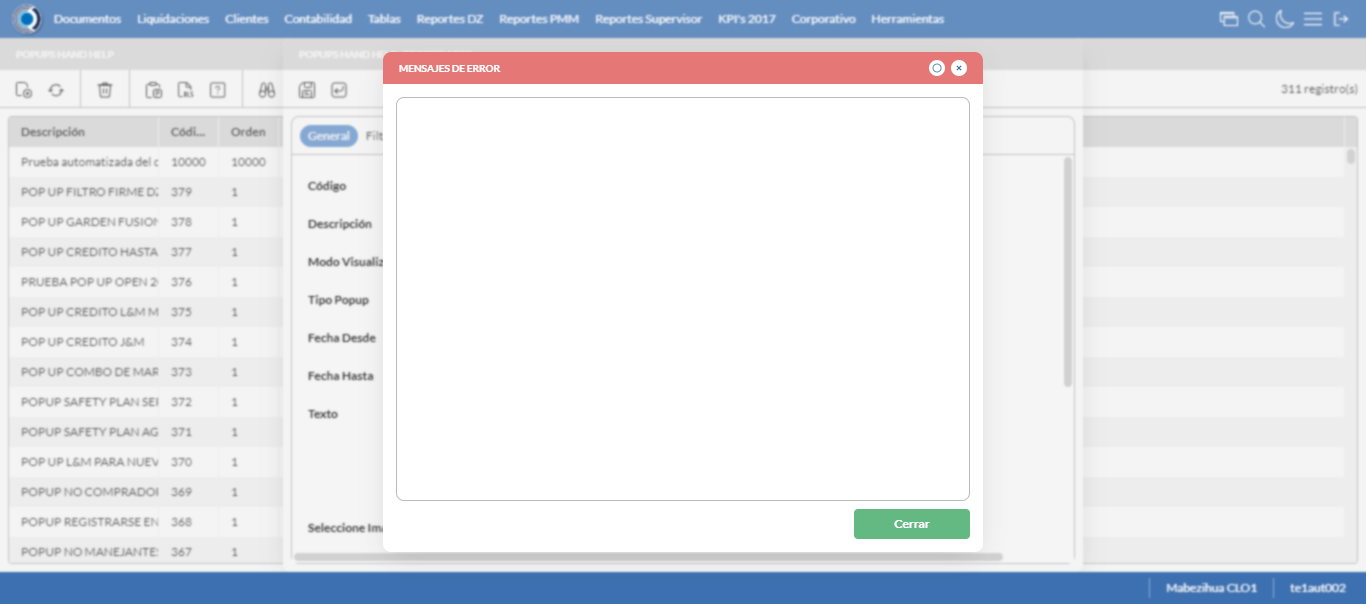 Documentos Liquidaciones Clientes Contabilidad Tablas Reportes DZ Reportes PMM Reportes Supervisor KPI's 2017 Corporativo Herramientas
POPUPS HAND HELP
POPUPS HAND
MENSAJES DE ERROR
311 registro(s)
Descripción Códi... Orden
General Filt
Prueba automatizada del c 10000 10000
POP UP FILTRO FIRME DZ 379 1
POP UP GARDEN FUSION 378 1
POP UP CREDITO HASTA 377 1
PRUEBA POP UP OPEN 20 376 1
POP UP CREDITO L&M M 375 1
POP UP CREDITO J&M 374 1
POP UP COMBO DE MAR 373 1
POPUP SAFETY PLAN SEI 372 1
POPUP SAFETY PLAN AG 371 1
POP UP L&M PARA NUEV 370 1
POPUP NO COMPRADOI 369 1
POPUP REGISTRARSE EN 368 1
POPUP NO MANEJANTE: 367 1
Código
Descripción
Modo Visualiz
Tipo Popup
Fecha Desde
Fecha Hasta
Texto
Seleccione Ima
Cerrar
Mabezihua CLO1 te1aut002